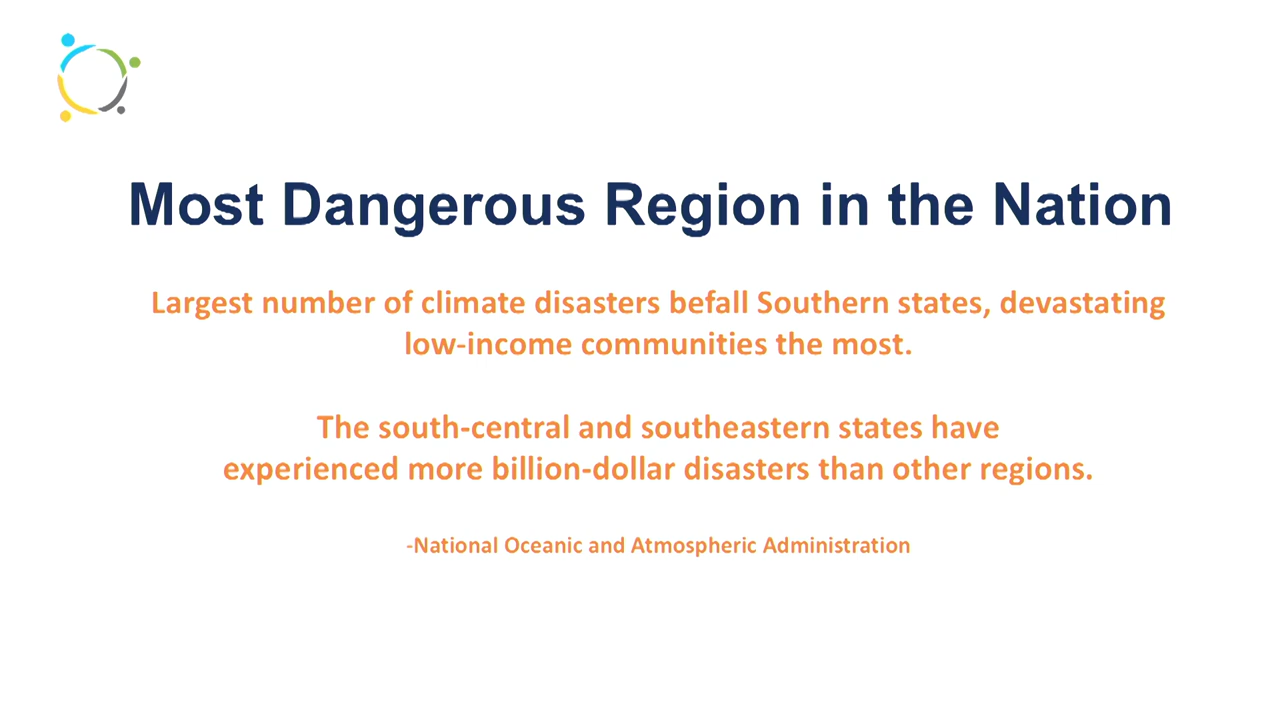 Most Dangerous Region in the Nation
Largest number of climate disasters befall Southern states, devastating
low-income communities the most.
The south-central and southeastern states have
experienced more billion-dollar disasters than other regions.
-National Oceanic and Atmospheric Administration